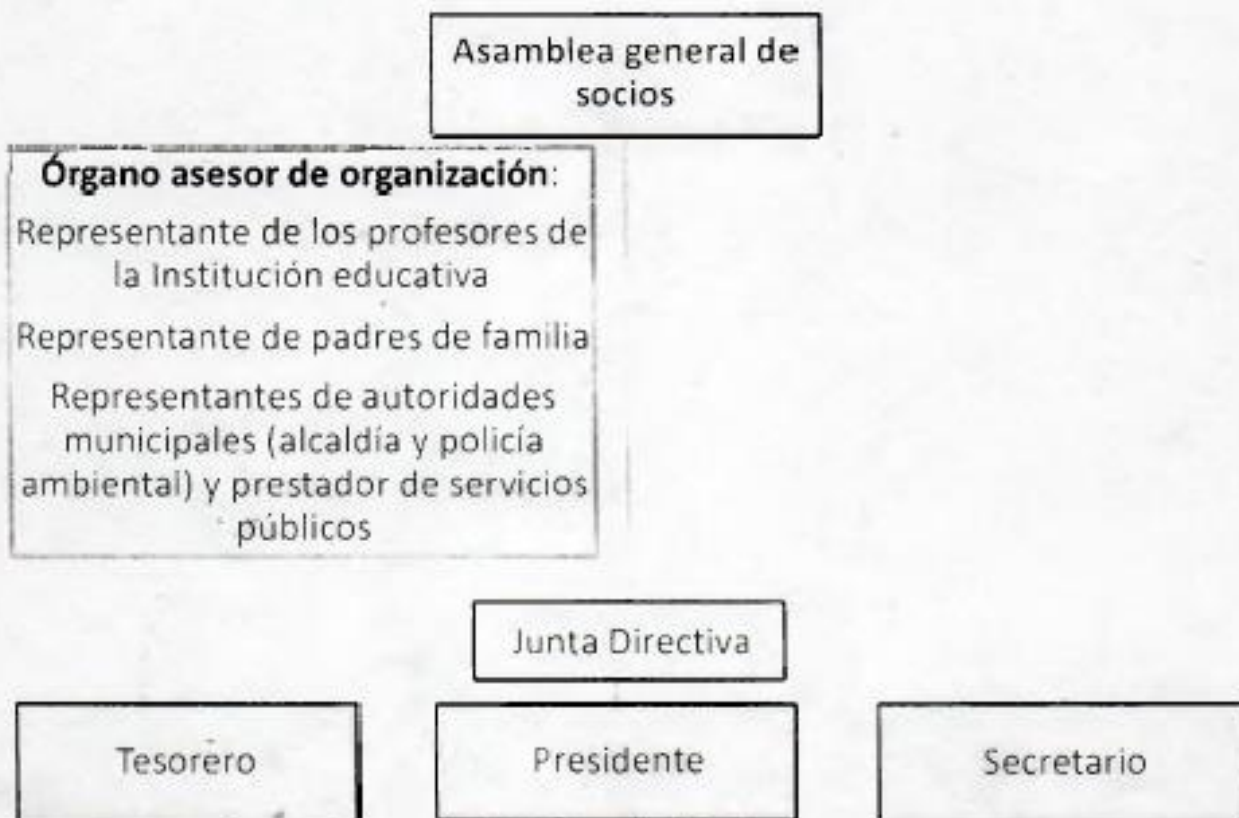 Asamblea general de
socios
Órgano asesor de organización:
Representante de los profesores de
la Institución educativa
Representante de padres de familia
Representantes de autoridades
municipales (alcaldía y policía
ambiental) y prestador de servicios
públicos
Junta Directiva
Tesorero
Presidente
Secretario